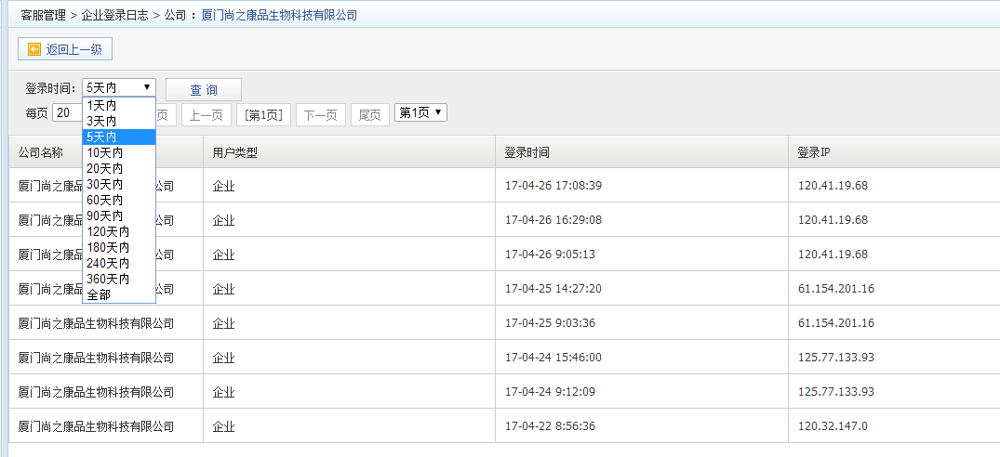 客服管理 > 企业登录日志 > 公司 : 厦门尚之康品生物科技有限公司
返回上一级
登录时间: 5天内 查 询
每页 20 页 上一页 [第1页] 下一页 尾页 第1页
1天内
3天内
5天内
10天内
20天内
30天内
60天内
90天内
120天内
180天内
240天内
360天内
全部
公司名称 用户类型 登录时间 登录IP
厦门尚之康 公司 企业 17-04-26 17:08:39 120.41.19.68
厦门尚之康 公司 企业 17-04-26 16:29:08 120.41.19.68
厦门尚之康 公司 企业 17-04-26 9:05:13 120.41.19.68
厦门尚之康 公司 企业 17-04-25 14:27:20 61.154.201.16
厦门尚之康品生物科技有限公司 企业 17-04-25 9:03:36 61.154.201.16
厦门尚之康品生物科技有限公司 企业 17-04-24 15:46:00 125.77.133.93
厦门尚之康品生物科技有限公司 企业 17-04-24 9:12:09 125.77.133.93
厦门尚之康品生物科技有限公司 企业 17-04-22 8:56:36 120.32.147.0